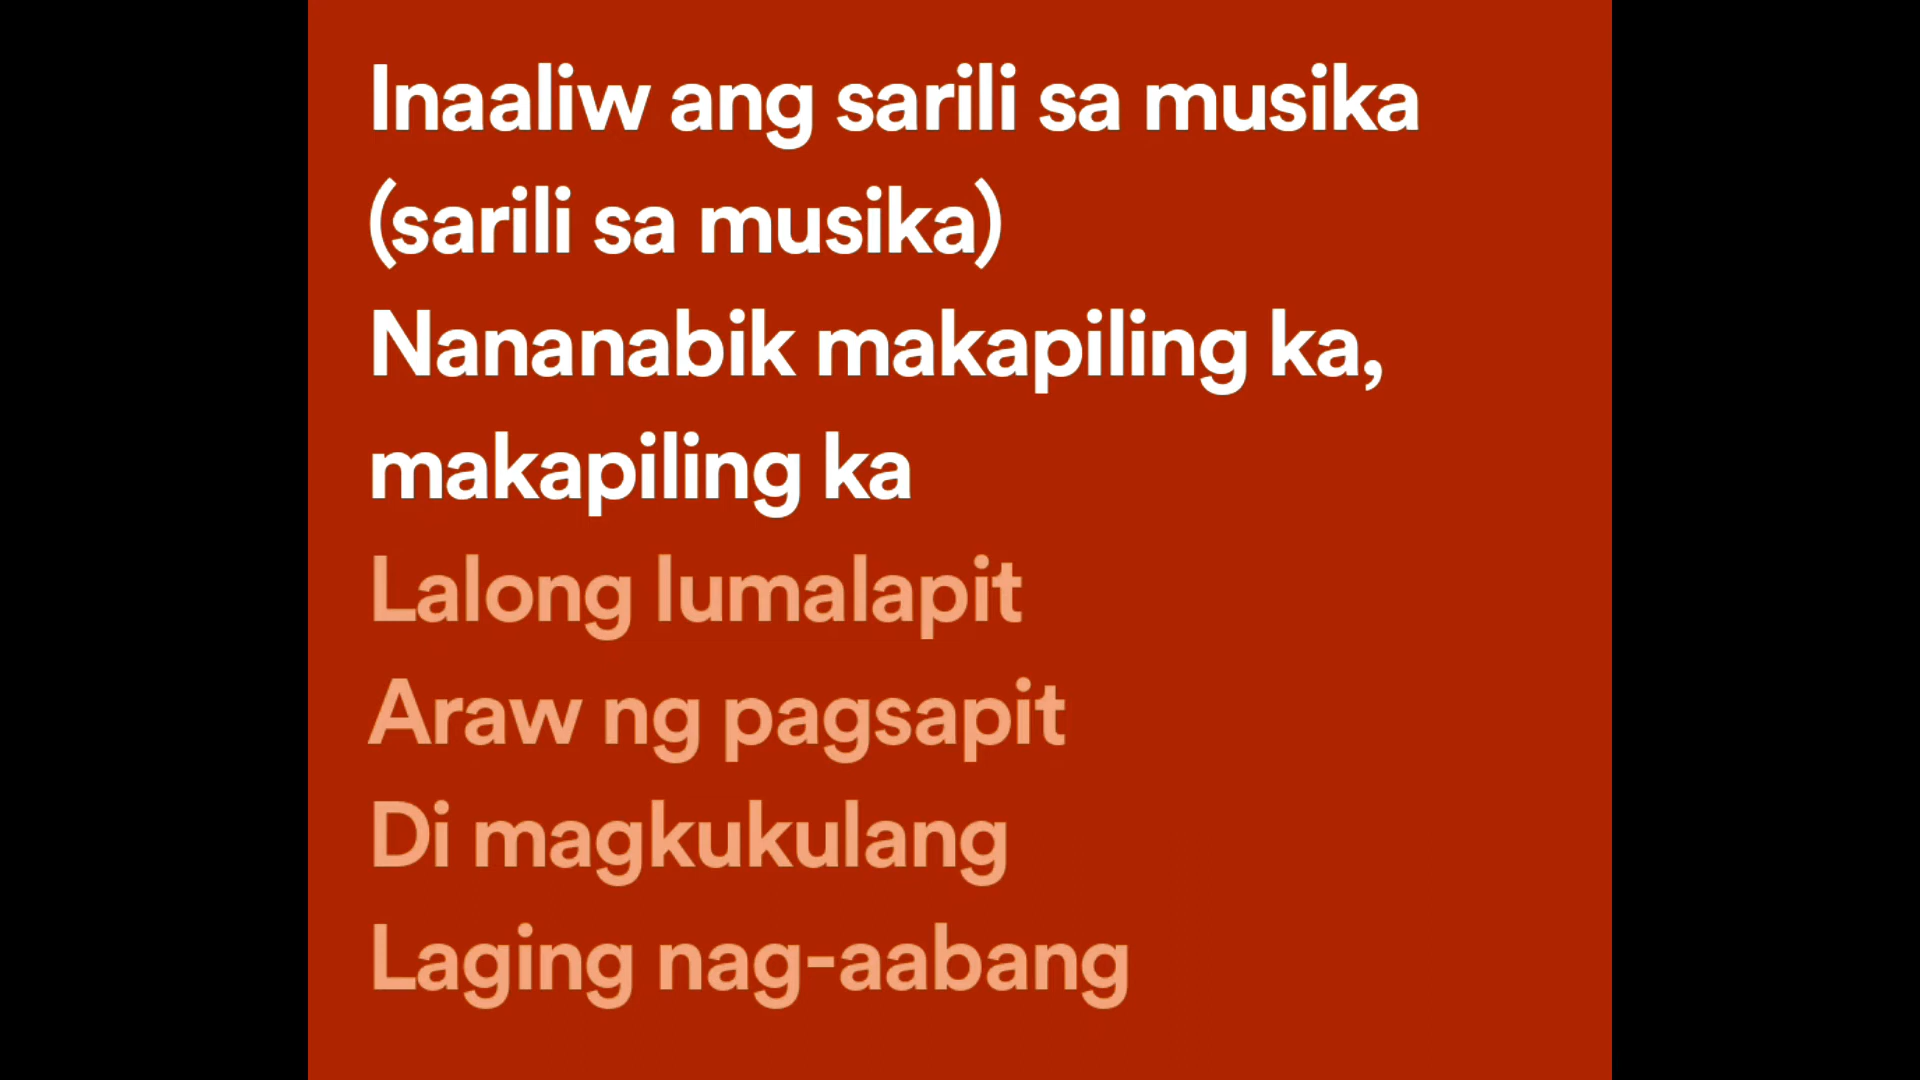 Inaaliw ang sarili sa musika
(sarili sa musika)
Nananabik makapiling ka,
makapiling ka
Lalong lumalapit
Araw ng pagsapit
Di magkukulang
Laging nag-aabang